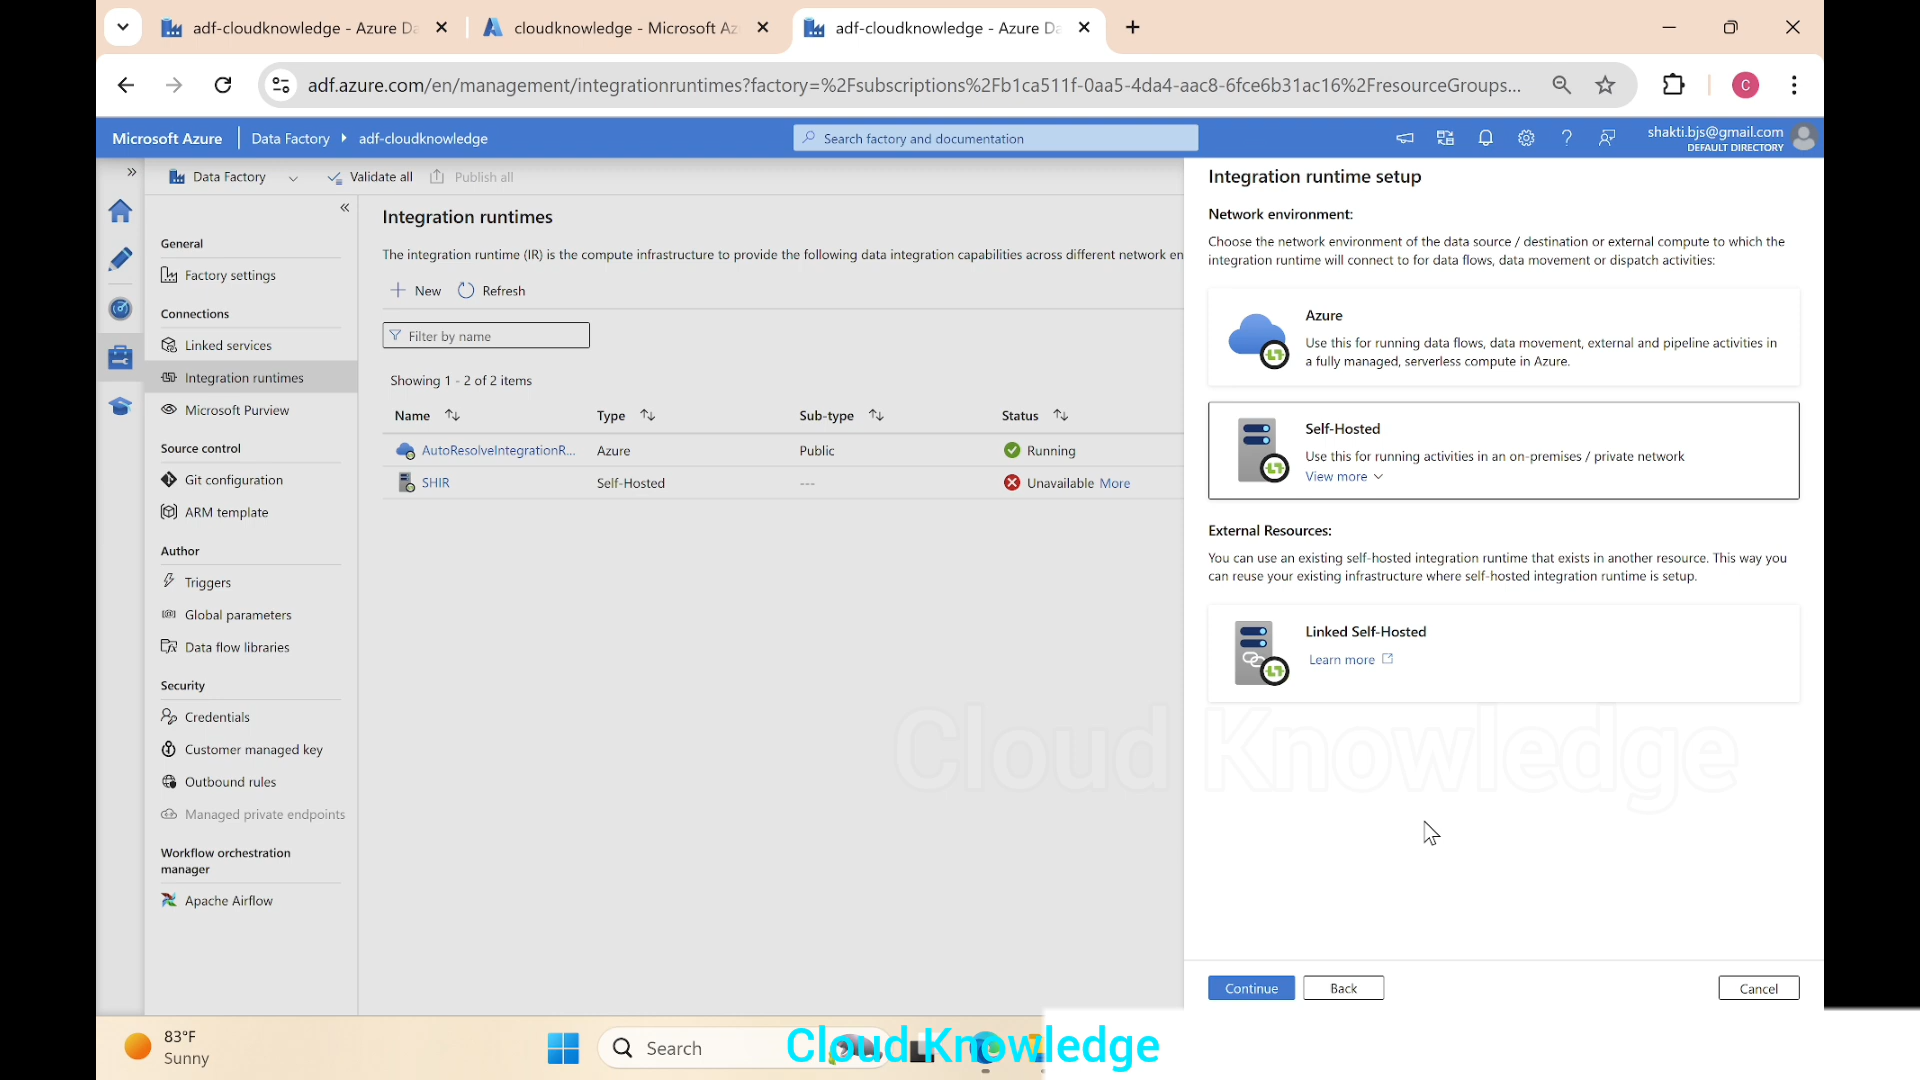 adf-cloudknowledge - Azure Da
cloudknowledge - Microsoft Az
adf-cloudknowledge - Azure Da
adf.azure.com/en/management/integrationruntimes?factory=%2Fsubscriptions%2Fb1ca511f-0aa5-4da4-aac8-6fce6b31ac16%2FresourceGroups...
C
Microsoft Azure
Data Factory
adf-cloudknowledge
Search factory and documentation
shakti.bjs@gmail.com
DEFAULT DIRECTORY
Data Factory
Validate all
Publish all
General
Factory settings
Connections
Linked services
Integration runtimes
Microsoft Purview
Source control
Git configuration
ARM template
Author
Triggers
Global parameters
Data flow libraries
Security
Credentials
Customer managed key
Outbound rules
Managed private endpoints
Workflow orchestration
manager
Apache Airflow
Integration runtimes
The integration runtime (IR) is the compute infrastructure to provide the following data integration capabilities across different network en
New
Refresh
Filter by name
Showing 1 - 2 of 2 items
Name Type Sub-type Status
AutoResolveIntegrationR... Azure Public Running
SHIR Self-Hosted --- Unavailable More
Integration runtime setup
Network environment:
Choose the network environment of the data source / destination or external compute to which the
integration runtime will connect to for data flows, data movement or dispatch activities:
Azure
Use this for running data flows, data movement, external and pipeline activities in
a fully managed, serverless compute in Azure.
Self-Hosted
Use this for running activities in an on-premises / private network
View more
External Resources:
You can use an existing self-hosted integration runtime that exists in another resource. This way you
can reuse your existing infrastructure where self-hosted integration runtime is setup.
Linked Self-Hosted
Learn more
Cloud Knowledge
Continue
Back
Cancel
83°F
Sunny
Search
Cloud Knowledge